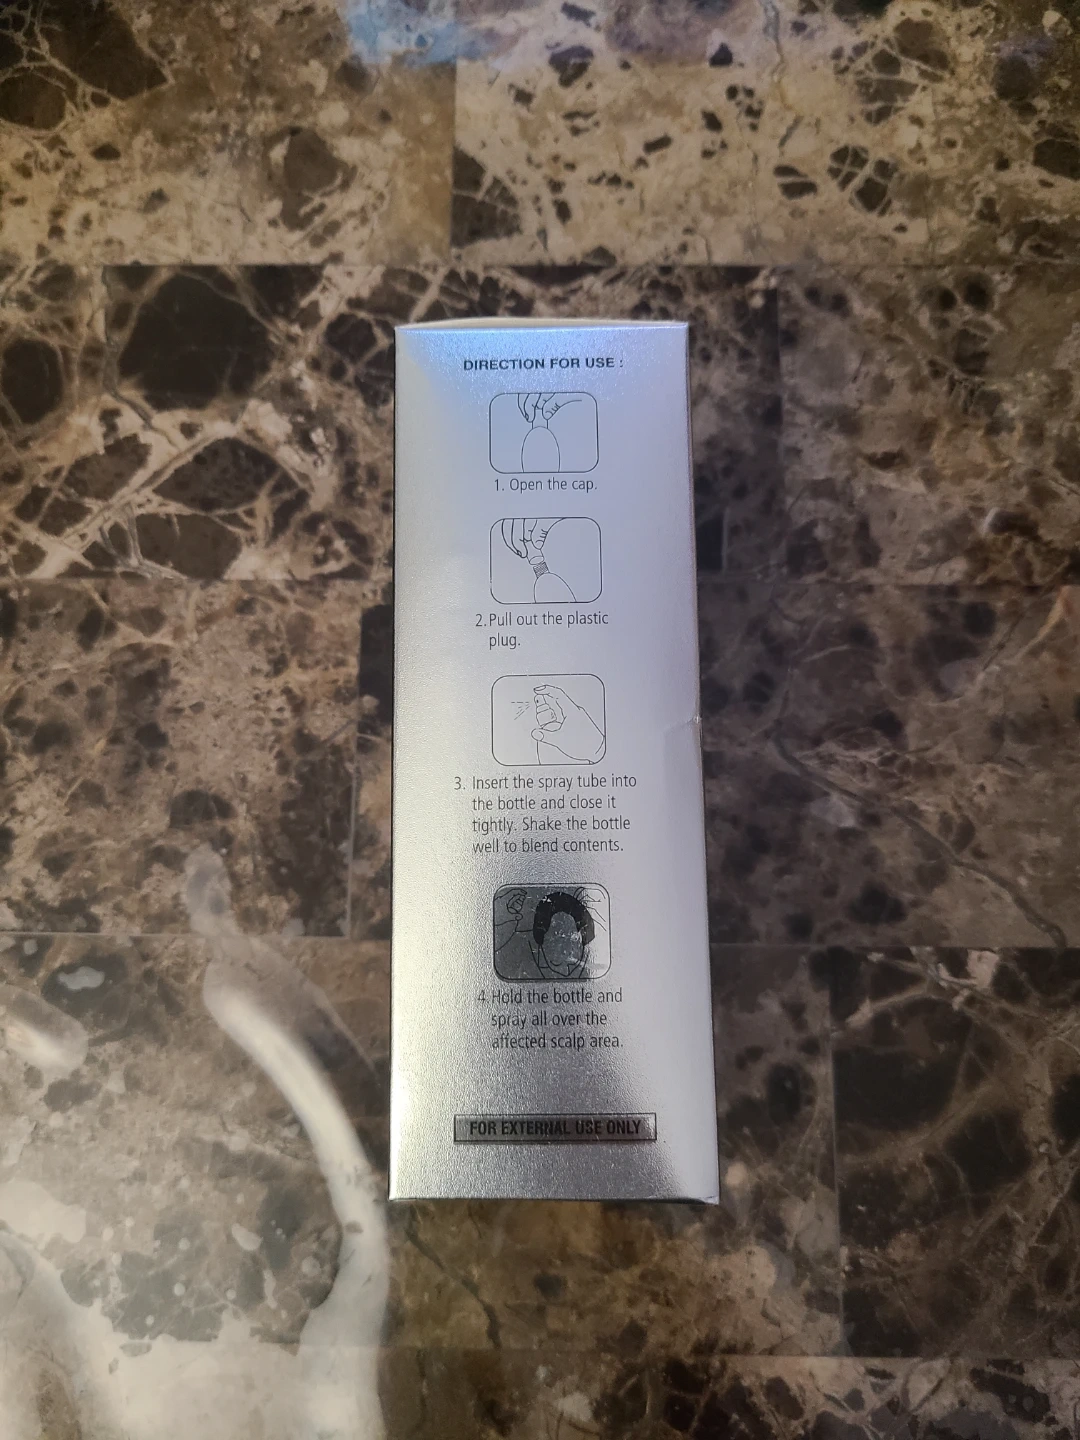 DIRECTION FOR USE :
1. Open the cap.
2. Pull out the plastic
plug.
3. Insert the spray tube into
the bottle and close it
tightly. Shake the bottle
well to blend contents.
4 Hold the bottle and
spray all over the
affected scalp area.
FOR EXTERNAL USE ONLY